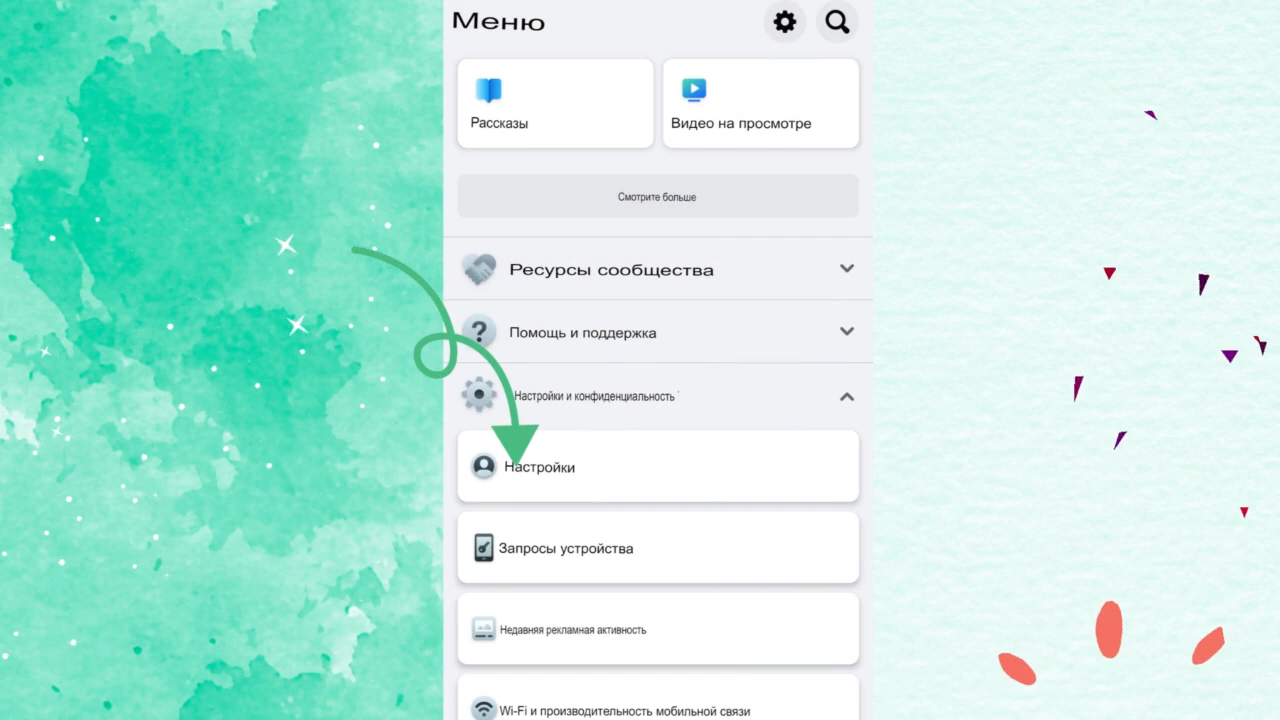 Меню
Рассказы
Видео на просмотре
Смотрите больше
Ресурсы сообщества
Помощь и поддержка
Настройки и конфиденциальность
Настройки
Запросы устройства
Недавняя рекламная активность
Wi-Fi и производительность мобильной связи